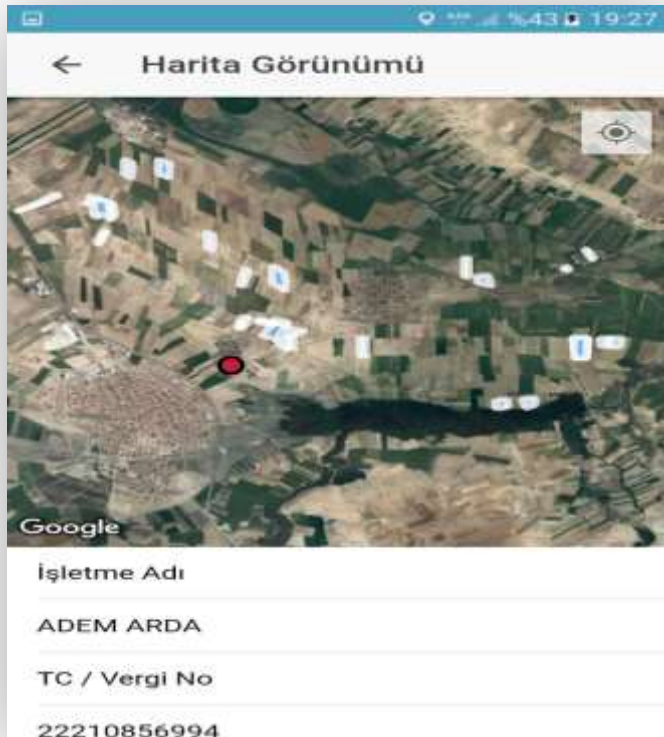 %43 19:27
Harita Görünümü
Google
İşletme Adı
ADEM ARDA
TC / Vergi No
22210856994